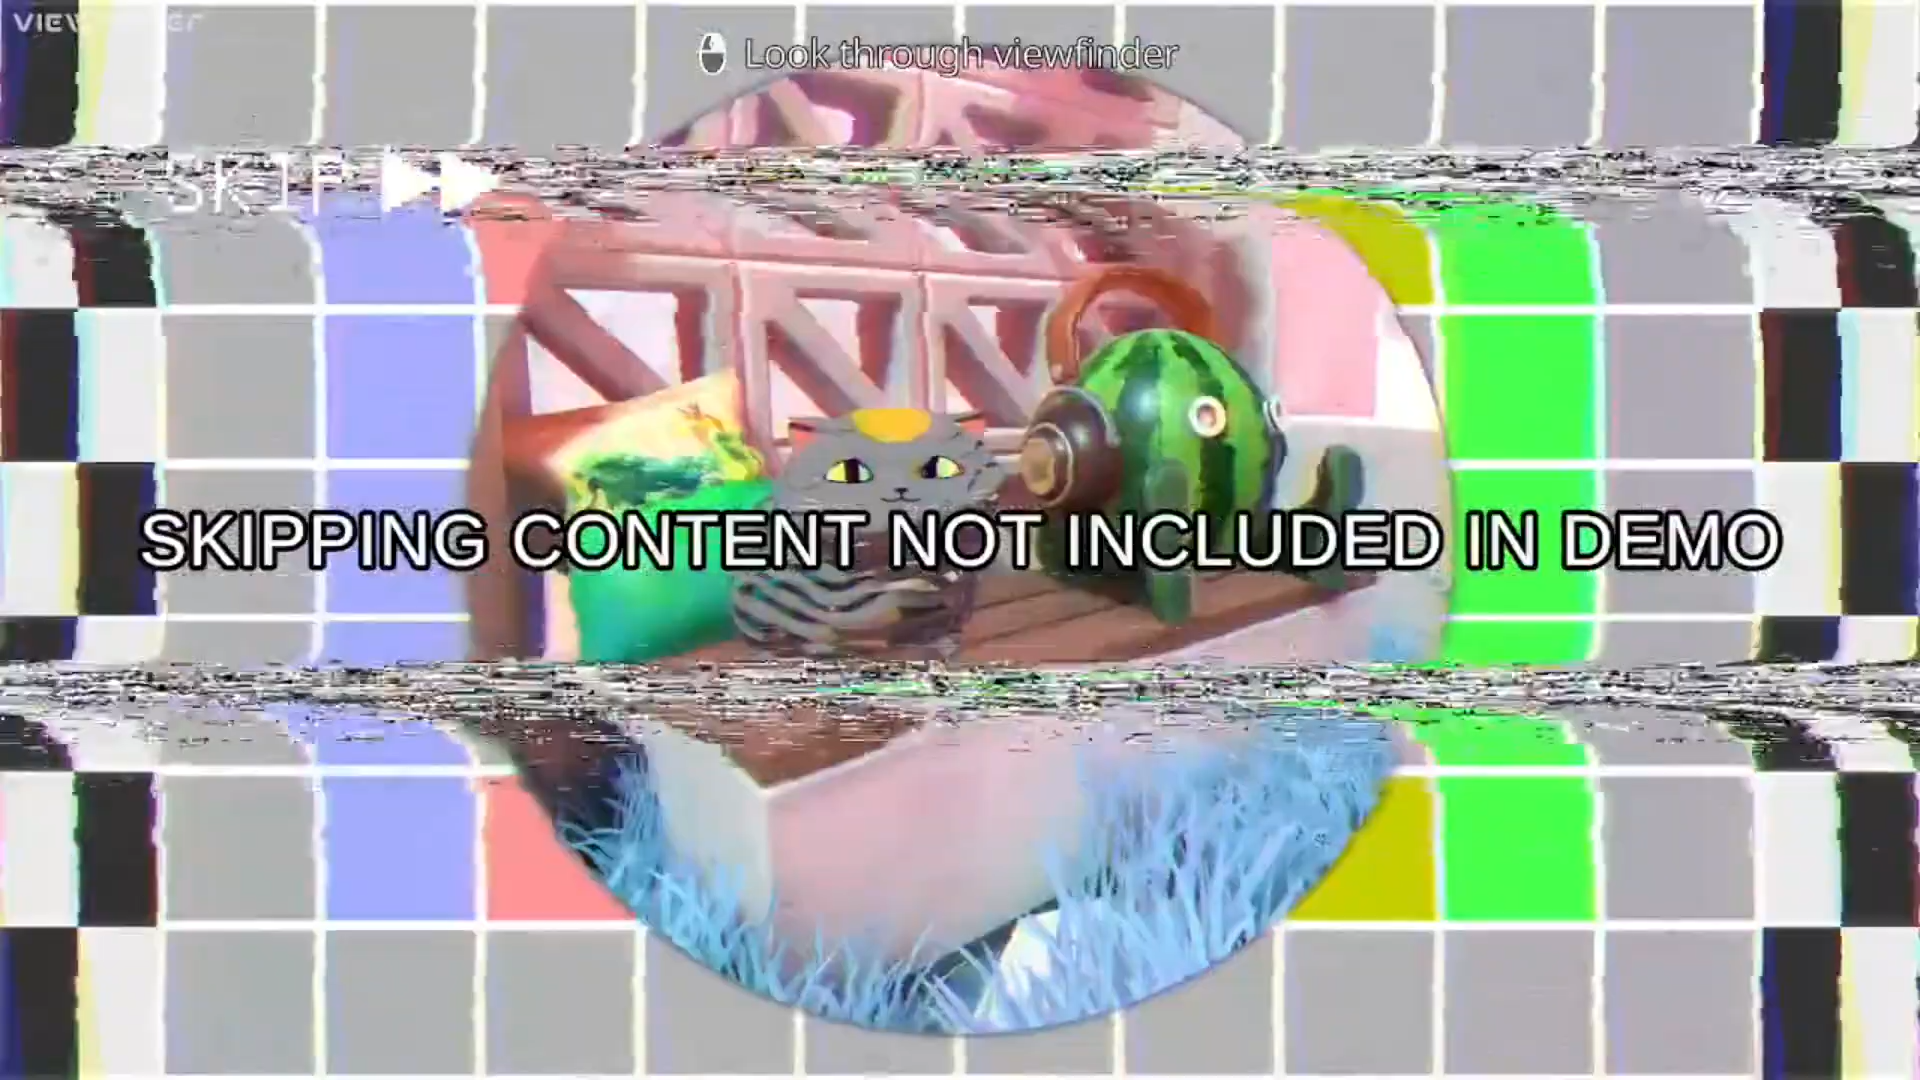 Look through viewfinder
SKIP
SKIPPING CONTENT NOT INCLUDED IN DEMO